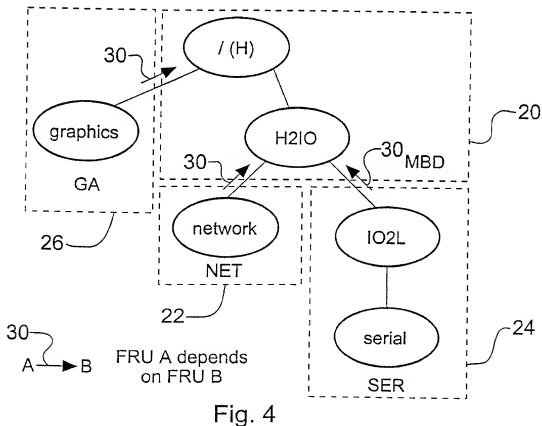 30
/ (H)
graphics
GA
H2IO
20
30
30
MBD
26
network
NET
IO2L
22
24
serial
SER
30
A
B
FRU A depends
on FRU B
Fig. 4